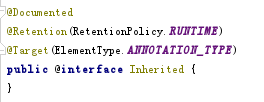 @Documented
@Retention(RetentionPolicy.RUNTIME)
@Target(ElementType.ANNOTATION_TYPE)
public @interface Inherited {
}